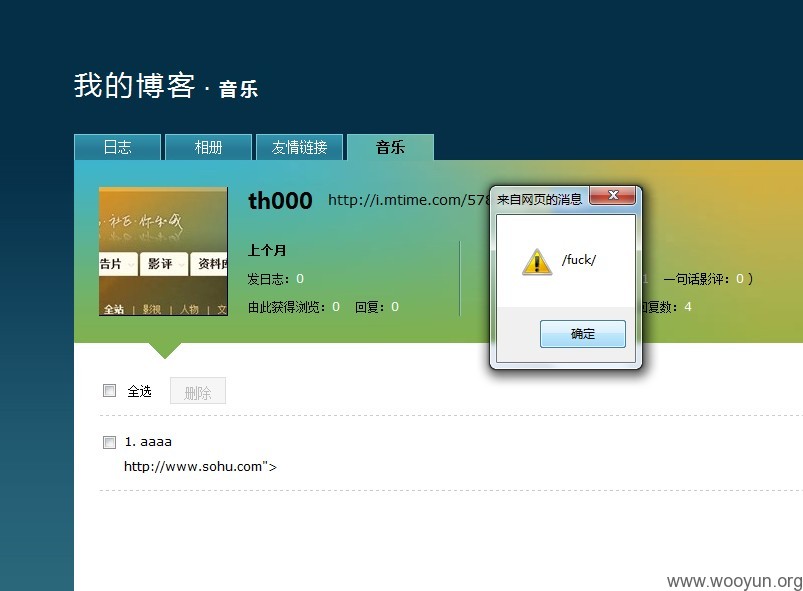 我的博客 · 音乐
日志 相册 友情链接 音乐
th000 http://i.mtime.com/578
来自网页的消息
/fuck/
确定
告片 影评 资料库
全站 | 影视 | 人物 | 文
上个月
发日志：0
一句话影评：0 ）
由此获得浏览：0 回复：0
回复数：4
全选 删除
1. aaaa
http://www.sohu.com">
www.wooyun.org